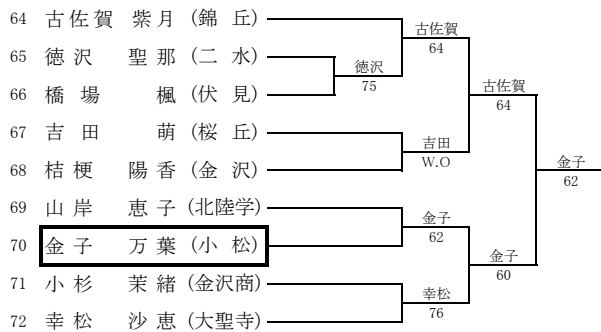 64 古佐賀 紫月 (錦 丘)
65 徳沢 聖那 (二 水)
66 橋場 楓 (伏 見)
67 吉田 萌 (桜 丘)
68 桔梗 陽香 (金 沢)
69 山岸 恵子 (北陸学)
70 金子 万葉 (小 松)
71 小杉 茉緒 (金沢商)
72 幸松 沙恵 (大聖寺)
徳沢
75
古佐賀
64
吉田
W.O
金子
62
幸松
76
古佐賀
64
金子
60
金子
62